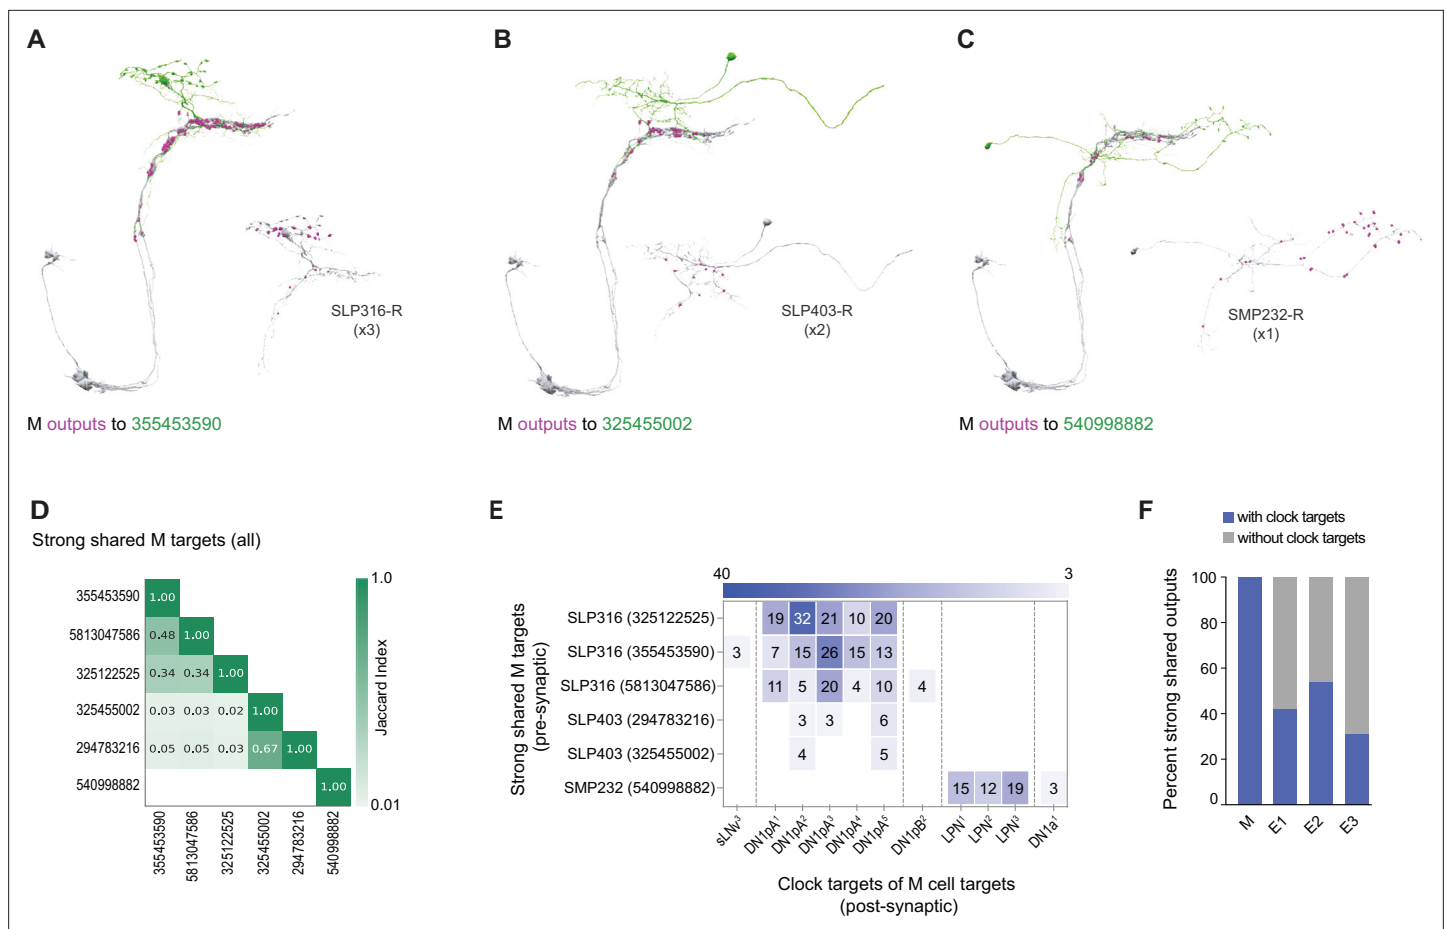 A
B
C
SLP316-R
(x3)
SLP403-R
(x2)
SMP232-R
(x1)
M outputs to 355453590
M outputs to 325455002
M outputs to 540998882
D
Strong shared M targets (all)
355453590
5813047586
325122525
325455002
294783216
540998882
1.00
0.48 1.00
0.34 0.34 1.00
0.03 0.03 0.02 1.00
0.05 0.05 0.03 0.67 1.00
1.00
355453590
5813047586
325122525
325455002
294783216
540998882
1.0
Jaccard Index
0.01
E
40 3
Strong shared M targets
(pre-synaptic)
SLP316 (325122525) 19 32 21 10 20
SLP316 (355453590) 3 7 15 26 15 13
SLP316 (5813047586) 11 5 20 4 10 4
SLP403 (294783216) 3 3 6
SLP403 (325455002) 4 5
SMP232 (540998882) 15 12 19 3
sLNv³
DN1pA¹
DN1pA²
DN1pA³
DN1pA⁴
DN1pA⁵
DN1pB²
LPN¹
LPN²
LPN³
DN1a¹
Clock targets of M cell targets
(post-synaptic)
F
with clock targets
without clock targets
Percent strong shared outputs
100
80
60
40
20
0
M
E1
E2
E3